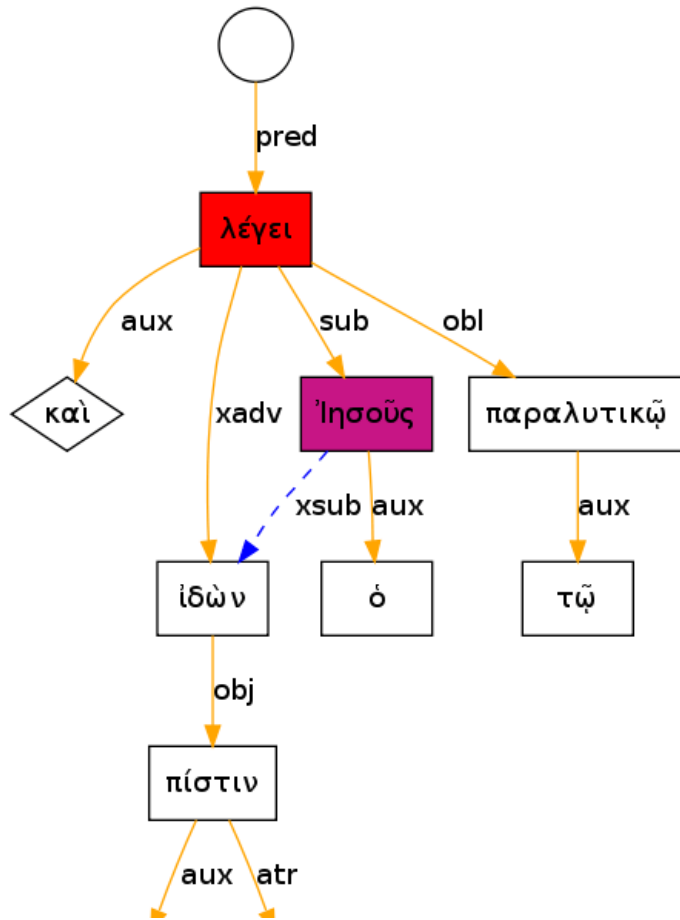 pred
λέγει
aux sub obl
καὶ xadv Ἰησοῦς παραλυτικῷ
xsub aux aux
ἰδὼν ὁ τῷ
obj
πίστιν
aux atr